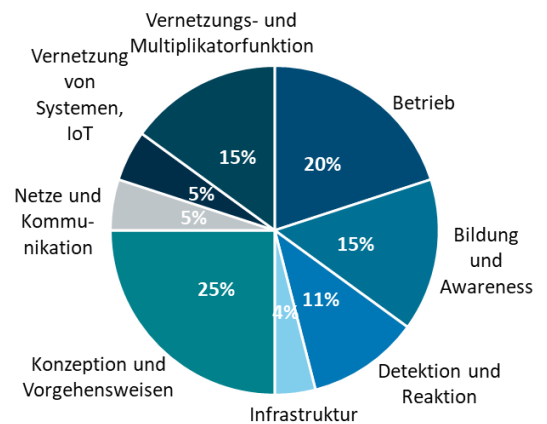 Vernetzungs- und
Multiplikatorfunktion
15%
Betrieb
20%
Bildung
und
Awareness
15%
Detektion und
Reaktion
11%
Infrastruktur
4%
Konzeption und
Vorgehensweisen
25%
Netze und
Kommu-
nikation
5%
Vernetzung
von
Systemen,
IoT
5%